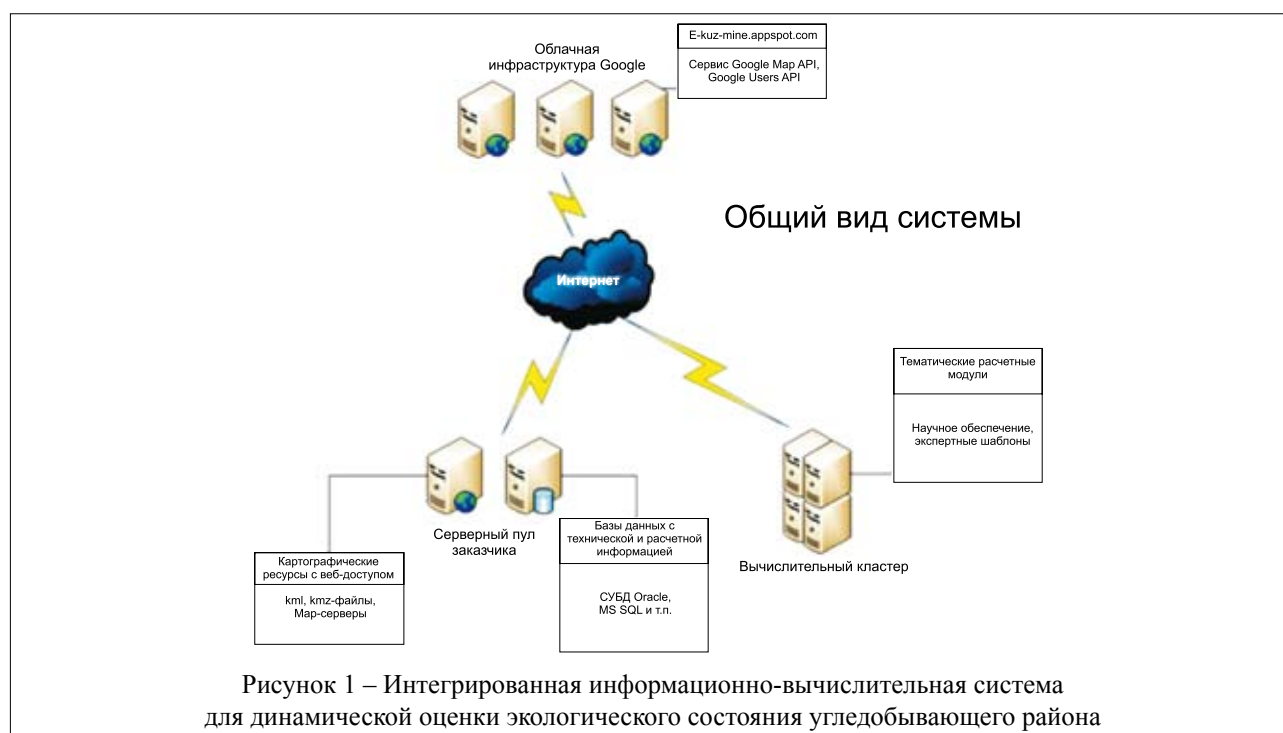 E-kuz-mine.appspot.com
Сервис Google Map API,
Google Users API
Облачная
инфраструктура Google
Общий вид системы
Интернет
Тематические расчетные
модули
Научное обеспечение,
экспертные шаблоны
Серверный пул
заказчика
Базы данных с
технической и расчетной
информацией
СУБД Oracle,
MS SQL и т.п.
Вычислительный кластер
Картографические
ресурсы с веб-доступом
kml, kmz-файлы,
Мар-серверы
Рисунок 1 – Интегрированная информационно-вычислительная система
для динамической оценки экологического состояния угледобывающего района